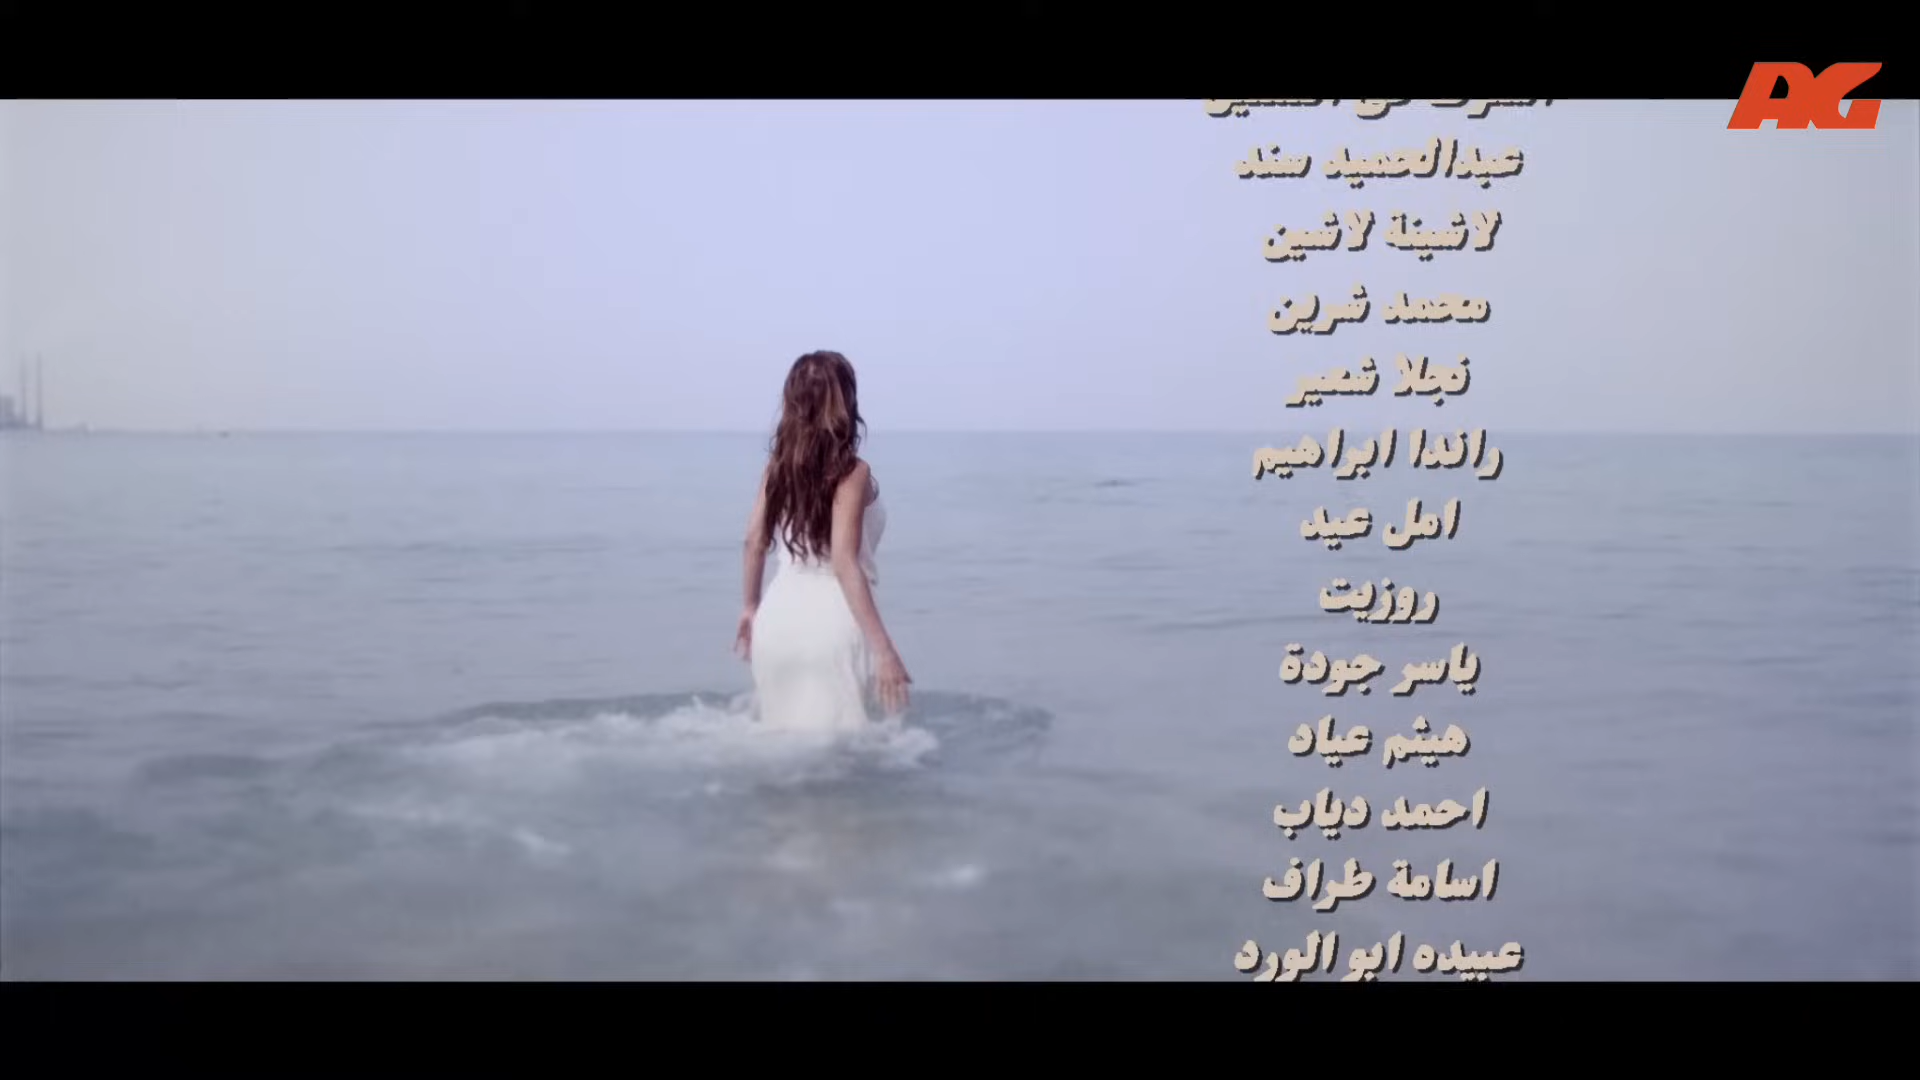 AG
عبدالحميد سند
لاشينة لاشين
محمد شرين
نجلا شعير
راندا ابراهيم
امل عيد
روزيت
ياسر جودة
هيثم عياد
احمد دياب
اسامة طراف
عبيده ابو الورد